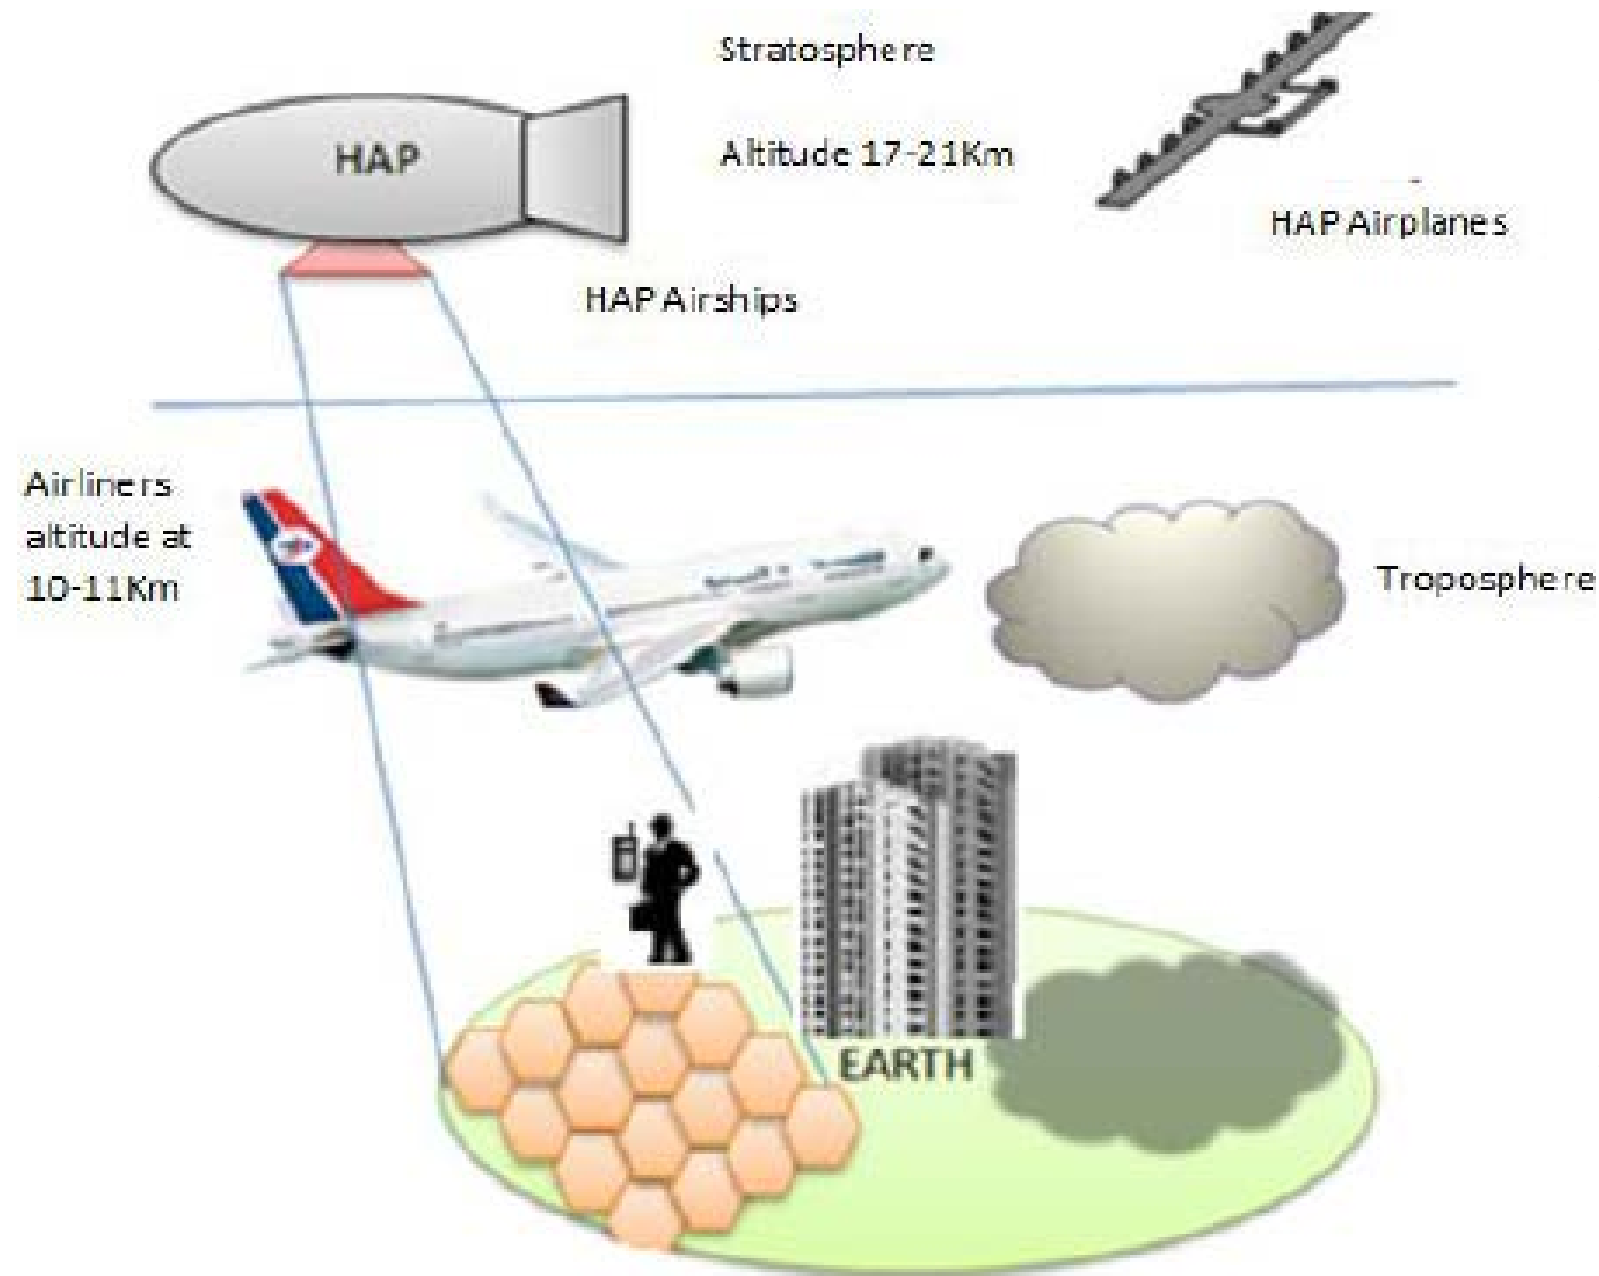 Stratosphere
HAP
Altitude 17-21Km
HAP Airplanes
HAP Airships
Airliners
altitude at
10-11Km
Troposphere
EARTH